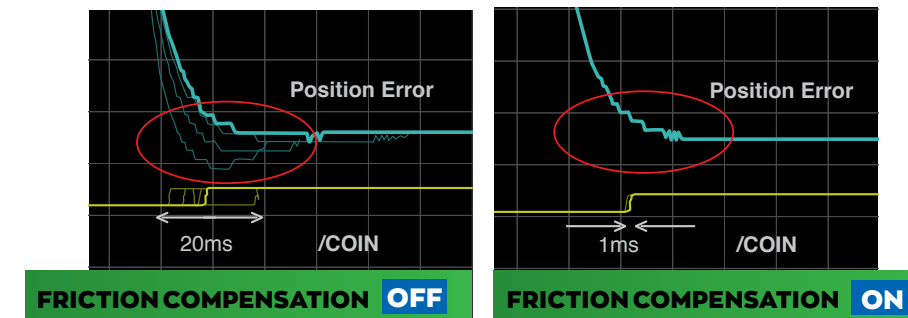 Position Error
20ms
/COIN
FRICTION COMPENSATION OFF
Position Error
1ms
/COIN
FRICTION COMPENSATION ON